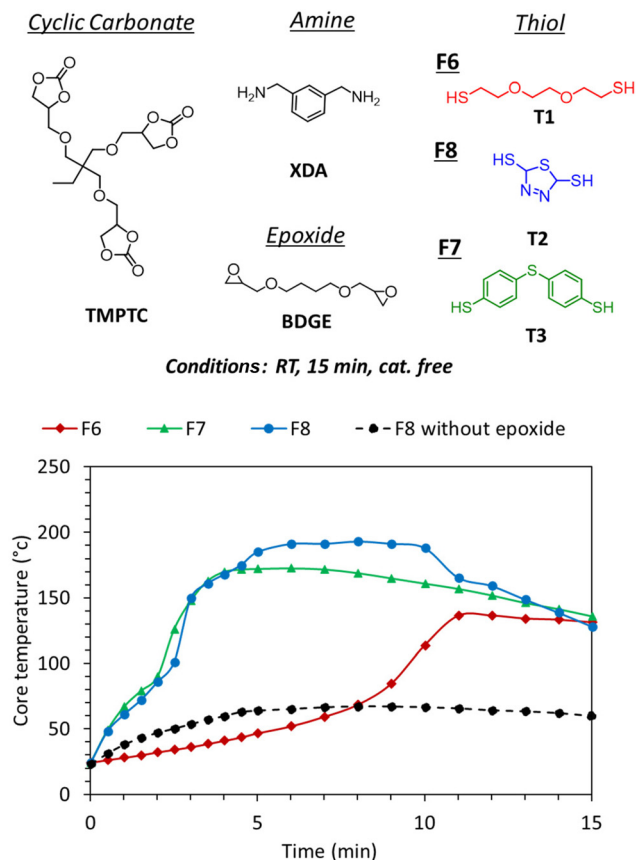 Cyclic Carbonate
Amine
Thiol
F6
HS
O
O
SH
T1
NH2
NH2
XDA
F8
HS
S
SH
N-N
T2
O
O
O
O
O
O
O
O
O
O
O
O
TMPTC
Epoxide
O
O
O
O
BDGE
F7
S
HS
SH
T3
Conditions: RT, 15 min, cat. free
F6
F7
F8
F8 without epoxide
Core temperature (°c)
250
200
150
100
50
0
0
5
10
15
Time (min)